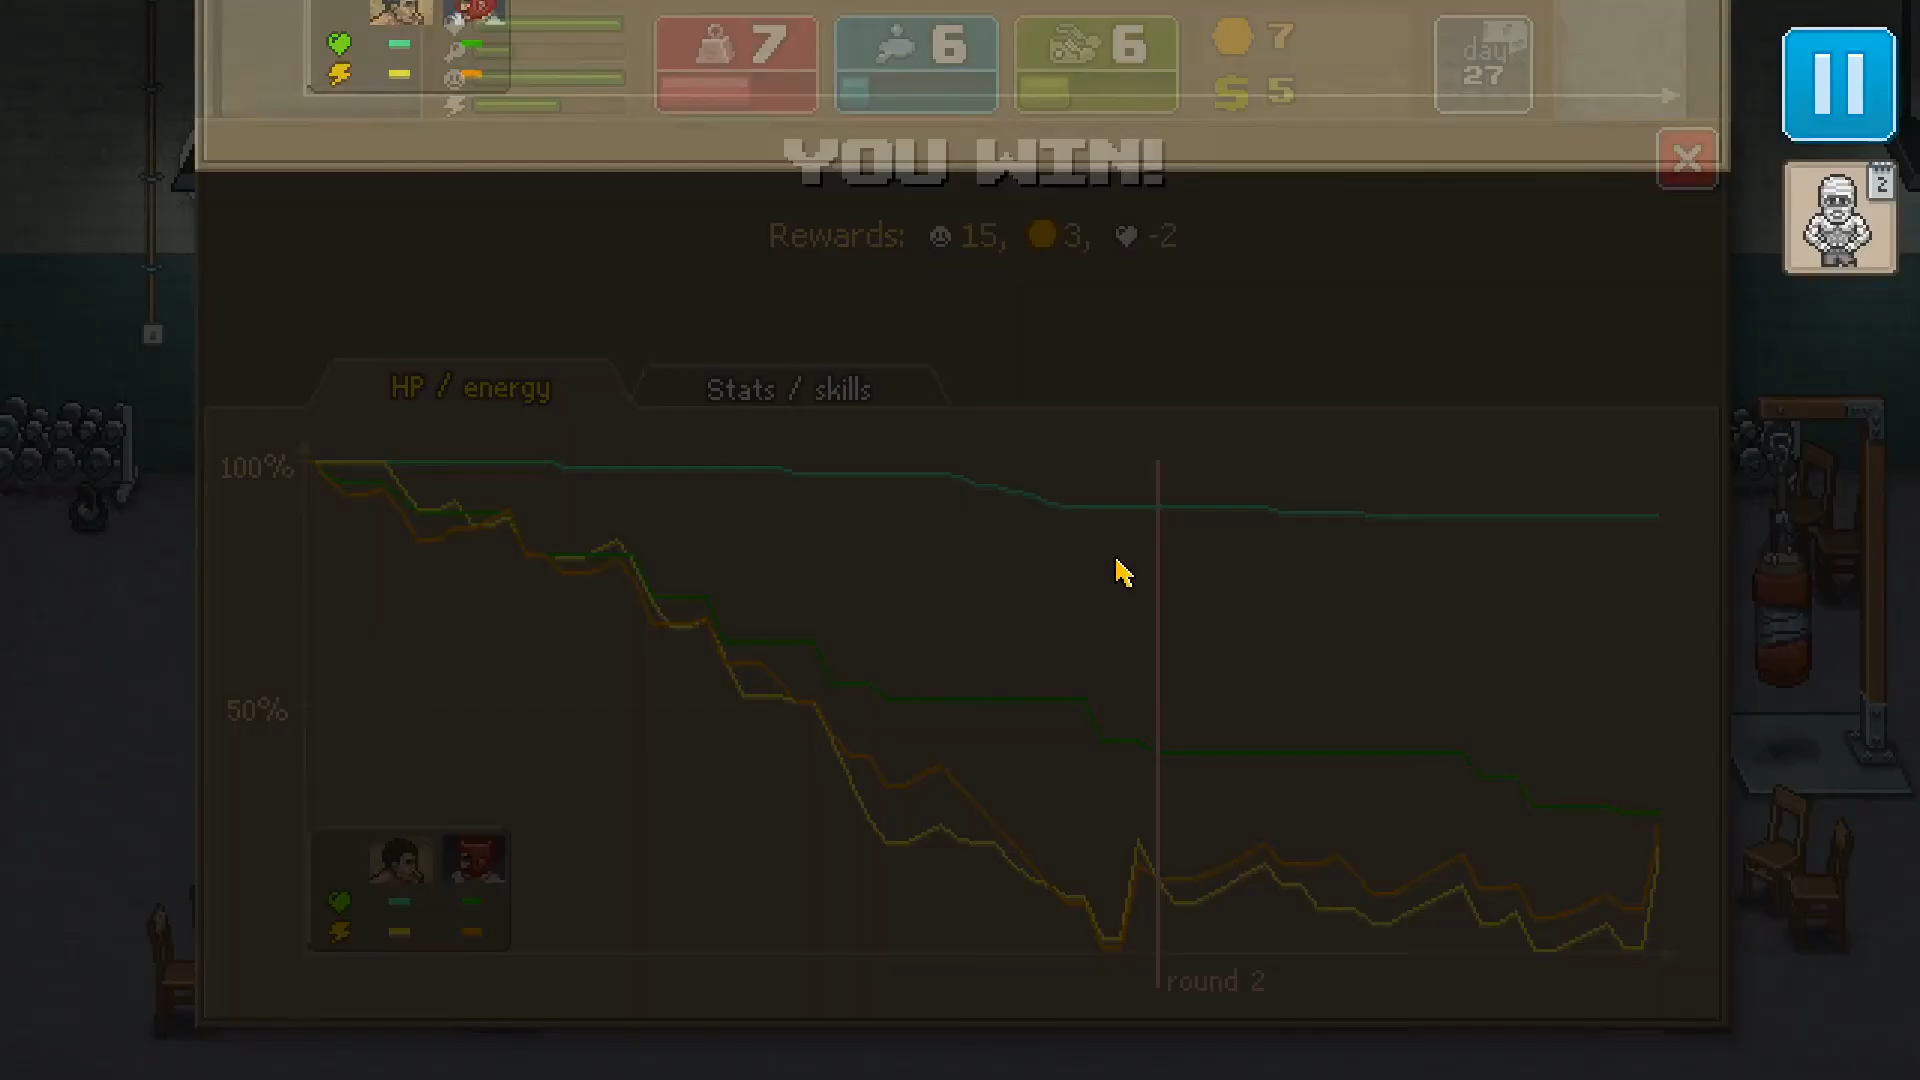 7 6 6 7
day
27
$ 5
2
YOU WIN!
Rewards: 15, 3, -2
HP / energy Stats / skills
100%
50%
round 2